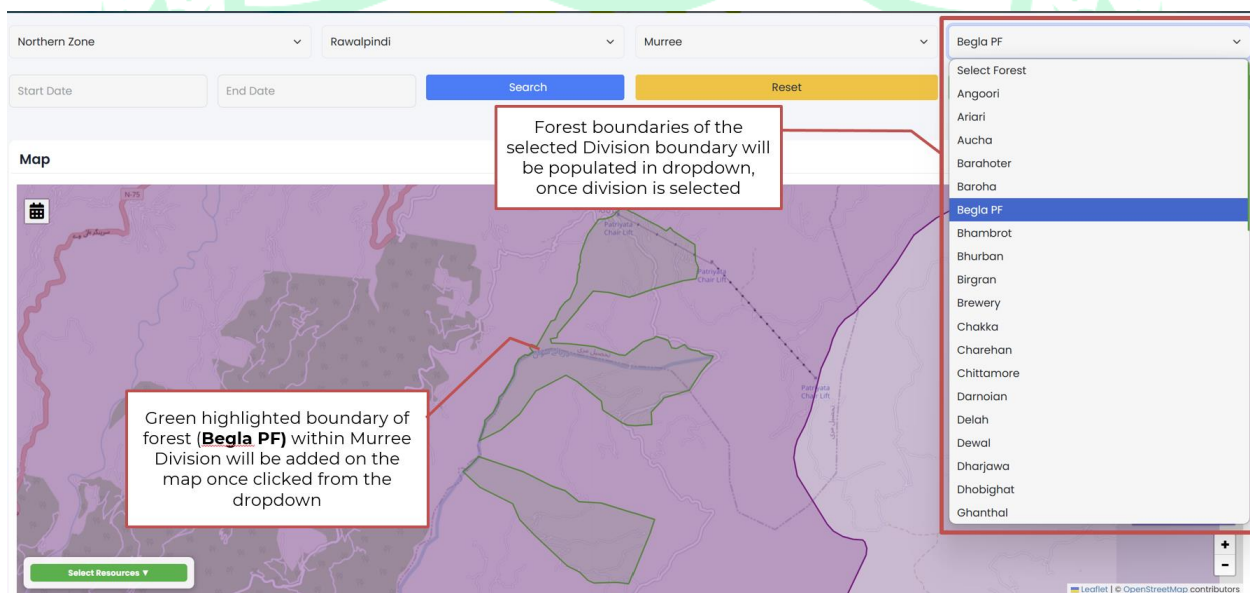 Northern Zone
Rawalpindi
Murree
Begla PF
Start Date
End Date
Search
Reset
Select Forest
Angoori
Ariari
Aucha
Barahoter
Baroha
Begla PF
Bhambrot
Bhurban
Birgran
Brewery
Chakka
Charehan
Chittamore
Darnoian
Delah
Dewal
Dharjawa
Dhobighat
Ghanthal
Forest boundaries of the
selected Division boundary will
be populated in dropdown,
once division is selected
Map
N-75
Patriyata
Chair Lift
Patriyata
Chair Lift
Patriyata
Chair Lift
Green highlighted boundary of
forest (Begla PF) within Murree
Division will be added on the
map once clicked from the
dropdown
Select Resources ▼
+
−
Leaflet | © OpenStreetMap contributors